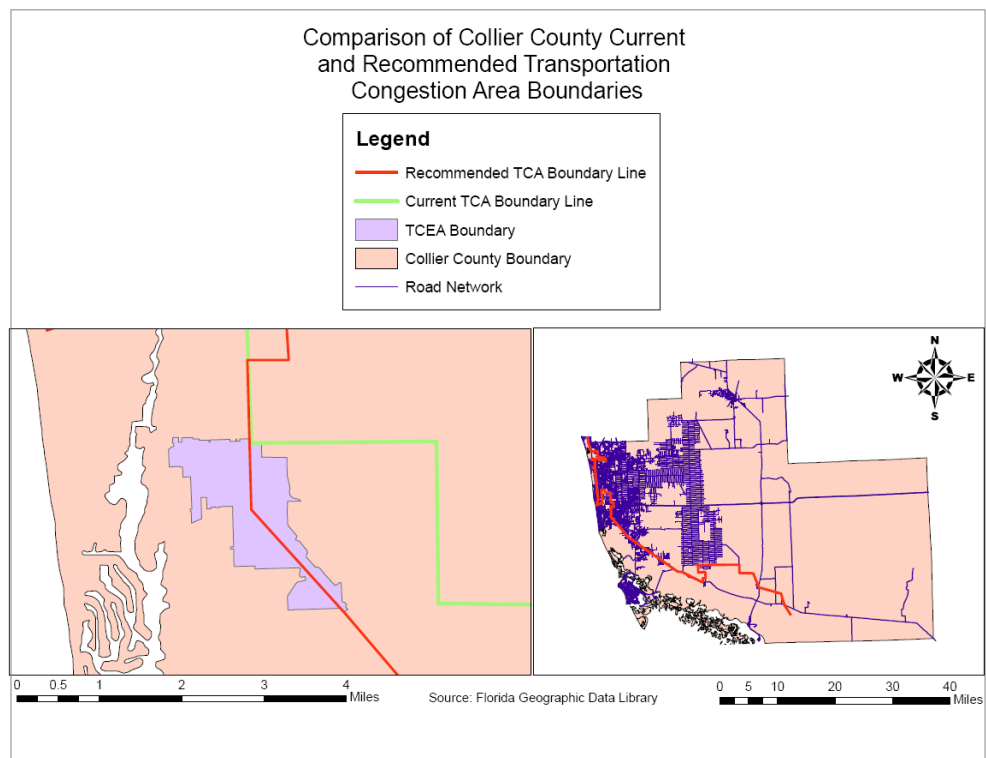 Comparison of Collier County Current
and Recommended Transportation
Congestion Area Boundaries
Legend
Recommended TCA Boundary Line
Current TCA Boundary Line
TCEA Boundary
Collier County Boundary
Road Network
N
W E
S
0 0.5 1 2 3 4
Miles
Source: Florida Geographic Data Library
0 5 10 20 30 40
Miles